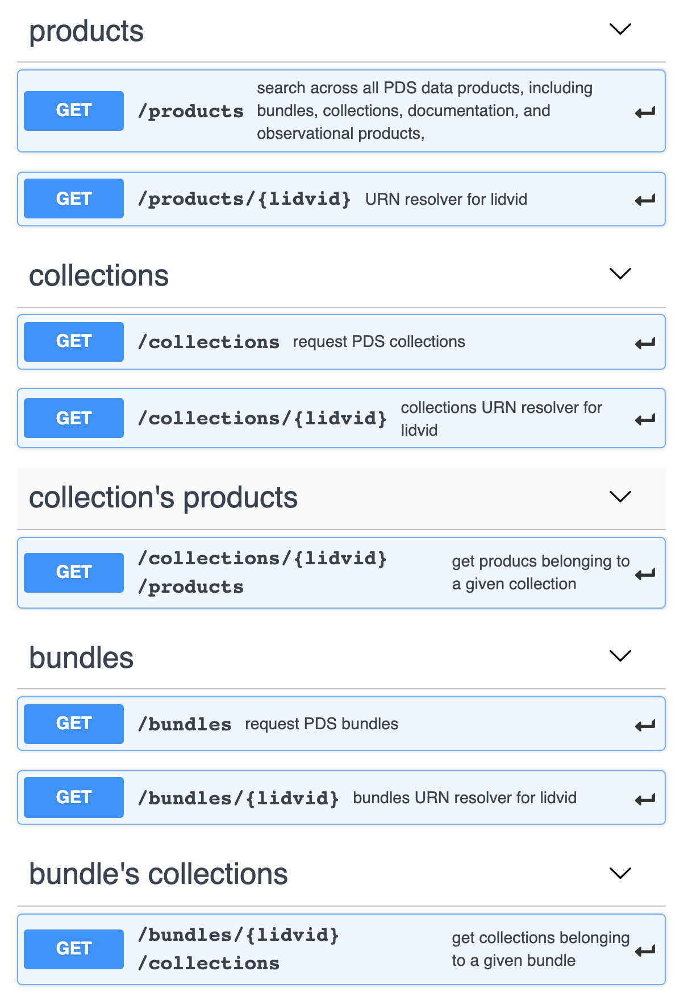 products
GET /products search across all PDS data products, including
bundles, collections, documentation, and
observational products,
GET /products/{lidvid} URN resolver for lidvid
collections
GET /collections request PDS collections
GET /collections/{lidvid} collections URN resolver for
lidvid
collection's products
GET /collections/{lidvid}
/products
get producs belonging to
a given collection
bundles
GET /bundles request PDS bundles
GET /bundles/{lidvid} bundles URN resolver for lidvid
bundle's collections
GET /bundles/{lidvid}
/collections
get collections belonging
to a given bundle